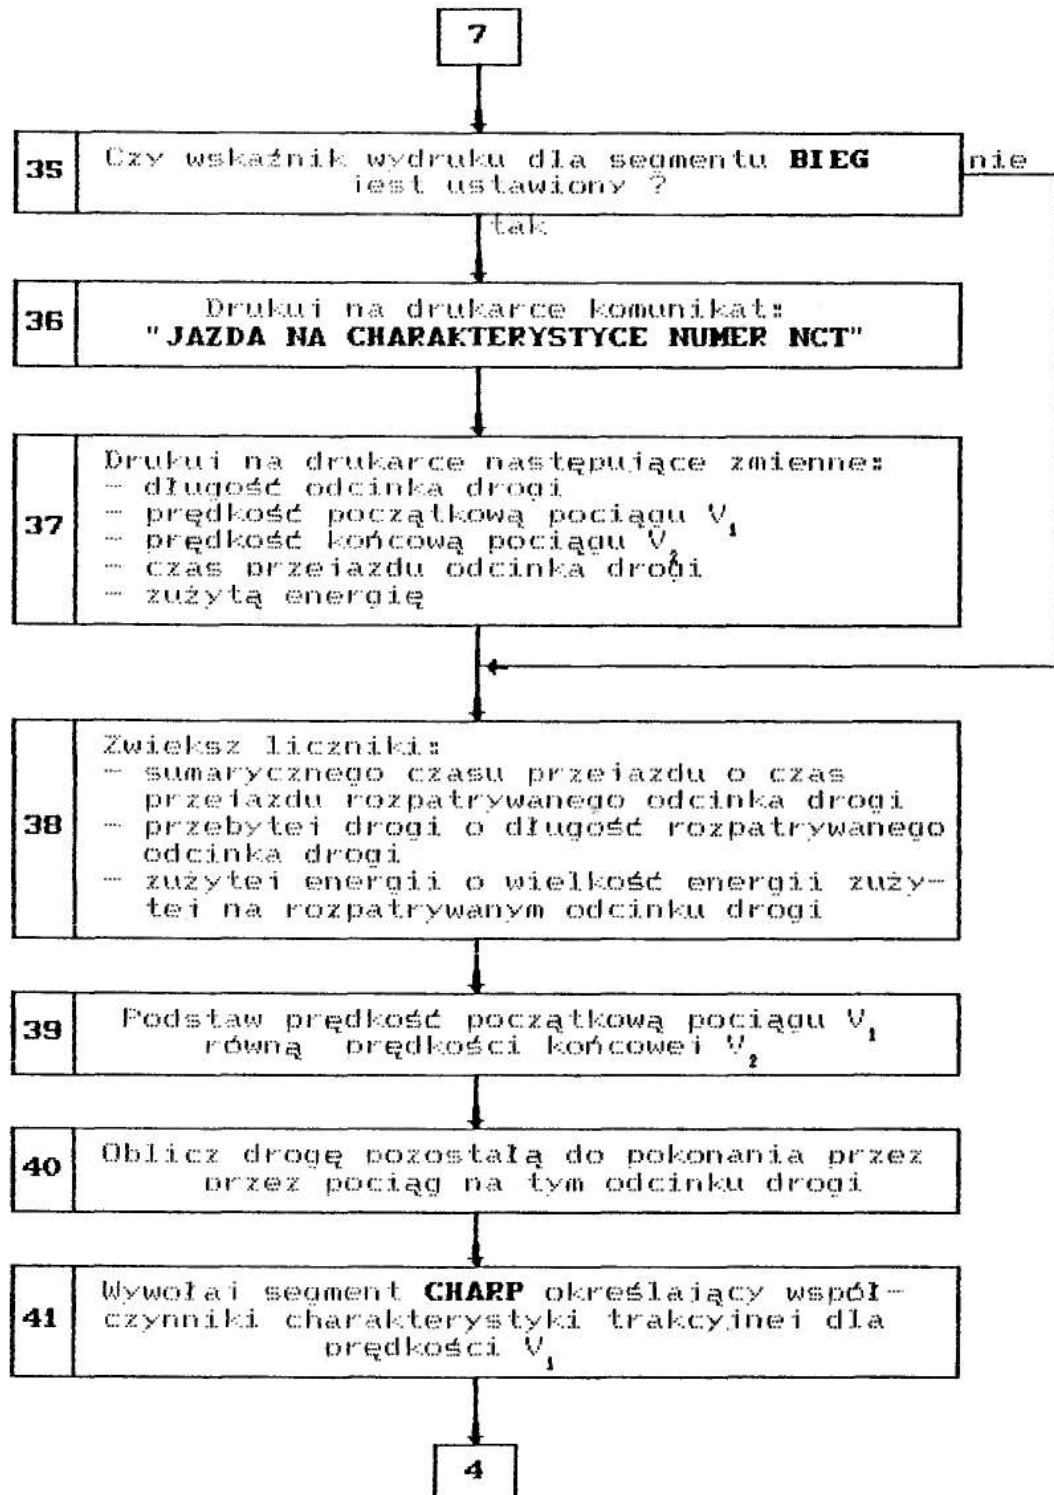 7
35 Czy wskaźnik wydruku dla segmentu BIEG nie
jest ustawiony ?
tak
36 Drukuj na drukarce komunikat:
"JAZDA NA CHARAKTERYSTYCE NUMER NCT"
37 Drukuj na drukarce następujące zmienne:
- długość odcinka drogi
- prędkość początkową pociągu V1
- prędkość końcową pociągu V2
- czas przejazdu odcinka drogi
- zużytą energię
38 Zwieksz liczniki:
- sumarycznego czasu przejazdu o czas
przejazdu rozpatrywanego odcinka drogi
- przebytej drogi o długość rozpatrywanego
odcinka drogi
- zużytej energii o wielkość energii zuży-
tej na rozpatrywanym odcinku drogi
39 Podstaw prędkość początkową pociągu V1
równą prędkości końcowej V2
40 Oblicz drogę pozostałą do pokonania przez
przez pociąg na tym odcinku drogi
41 Wywołaj segment CHARP określający współ-
czynniki charakterystyki trakcyjnej dla
prędkości V1
4